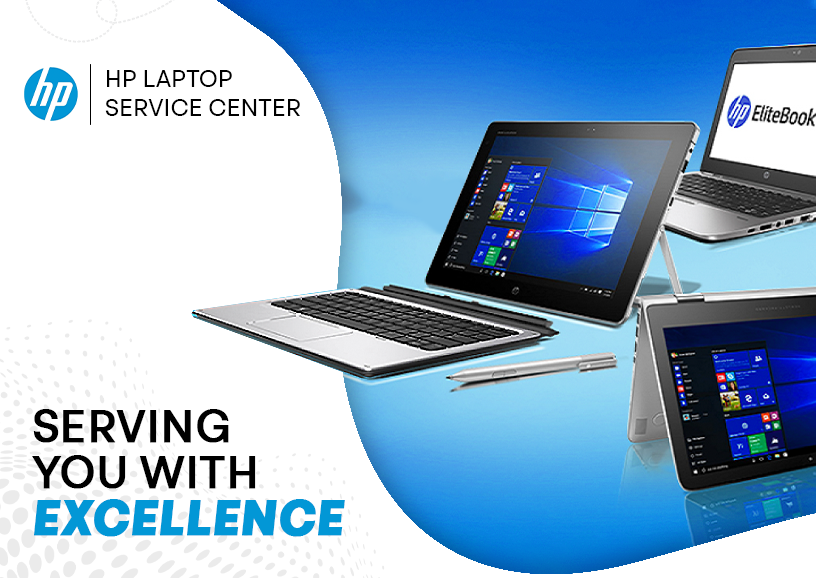 hp
HP LAPTOP
SERVICE CENTER
hp EliteBook
SERVING
YOU WITH
EXCELLENCE